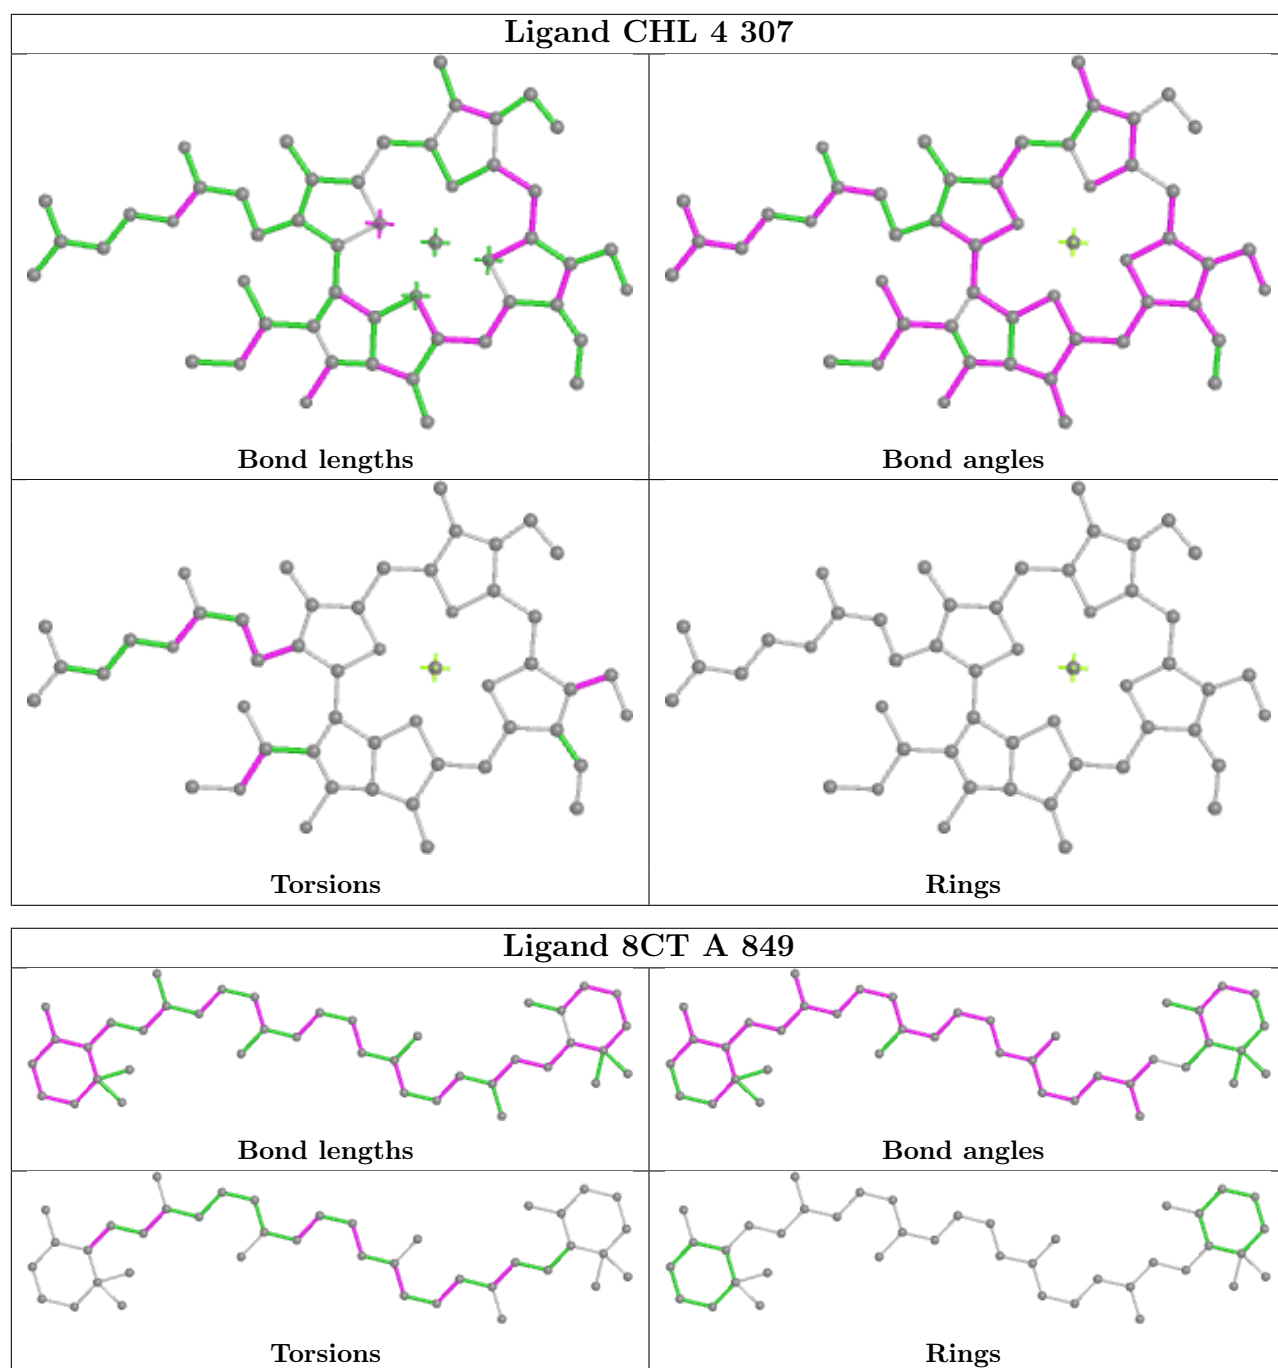 Ligand CHL 4 307
Bond lengths
Bond angles
Torsions
Rings
Ligand 8CT A 849
Bond lengths
Bond angles
Torsions
Rings